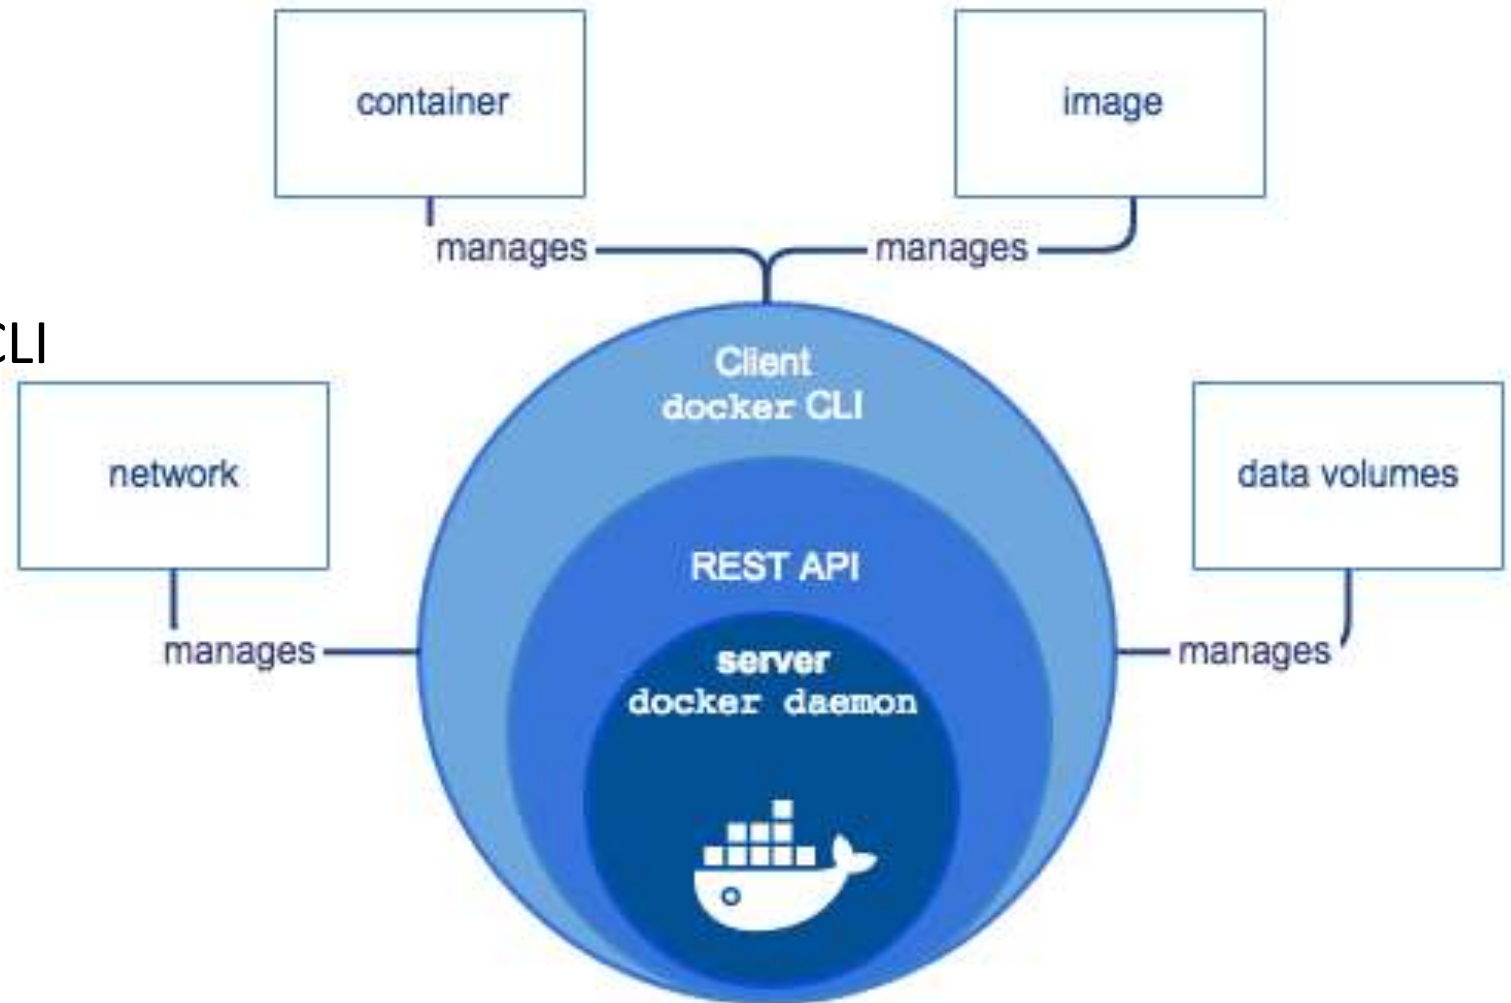 container
image
manages
manages
CLI
Client
docker CLI
network
data volumes
REST API
manages
server
manages
docker daemon